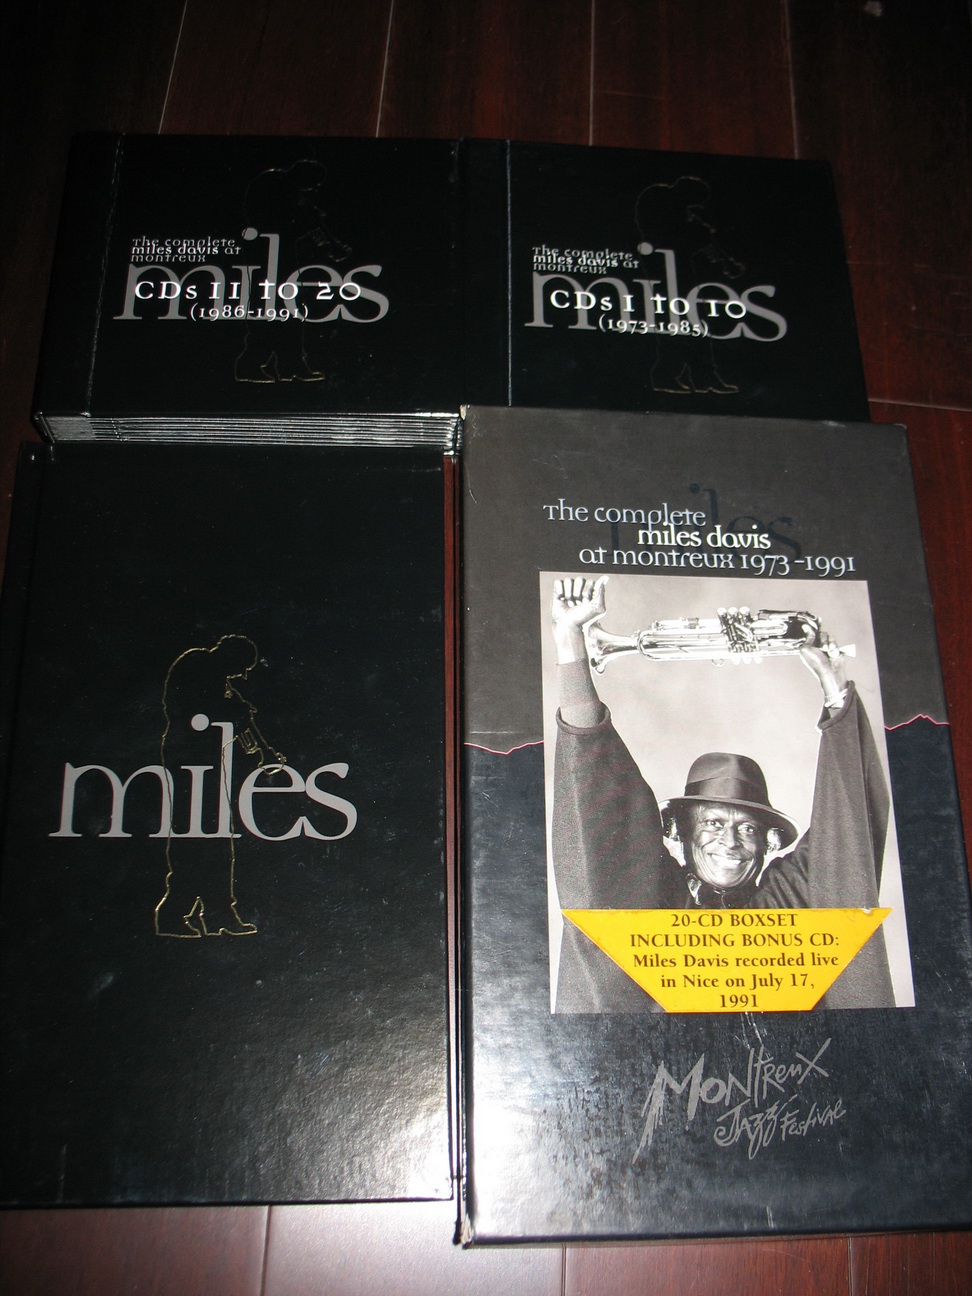 The complete
miles davis at
montreux
miles
CDs 11 TO 20
(1986-1991)
The complete
miles davis at
montreux
miles
CDs 1 TO 10
(1973-1985)
miles
miles
The complete
miles davis
at montreux 1973-1991
20-CD BOXSET
INCLUDING BONUS CD:
Miles Davis recorded live
in Nice on July 17,
1991
MONTREUX
JAZZ Festival